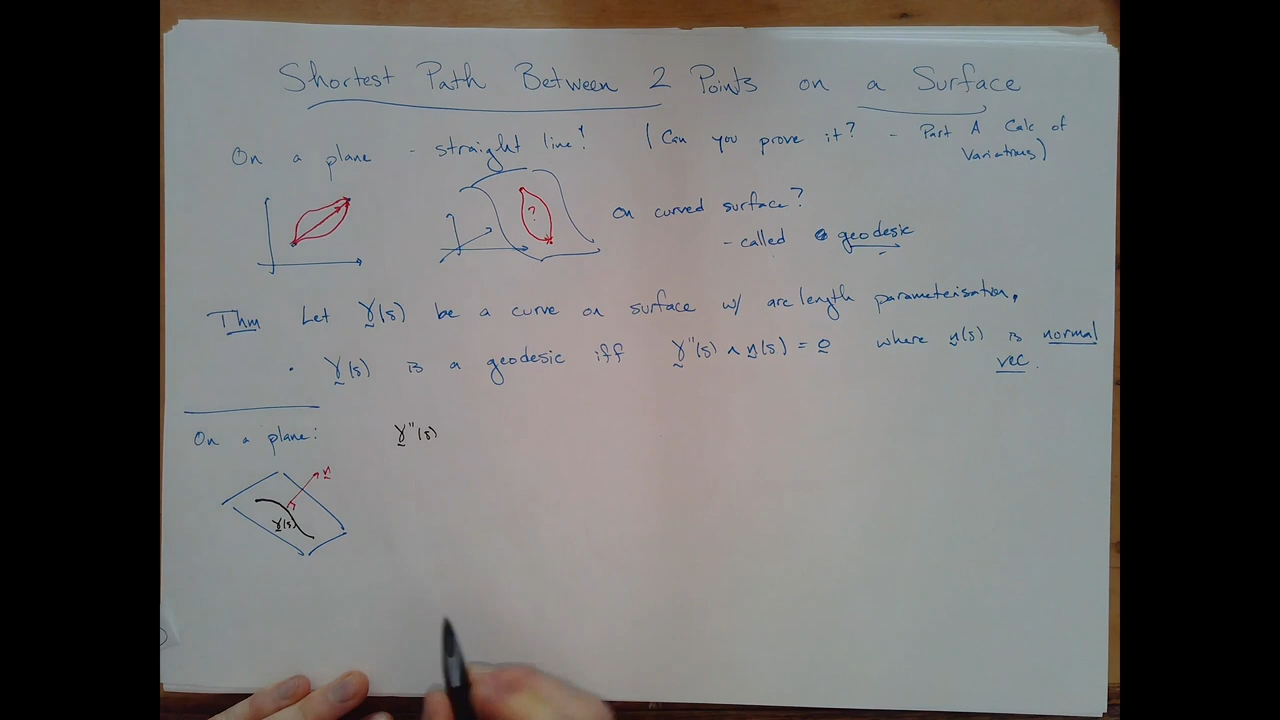 Shortest Path Between 2 Points on a Surface
On a plane - straight line! (Can you prove it? - Part A Calc of
Variations)
?
On curved surface?
- called geodesic
Thm Let γ(s) be a curve on surface w/ arclength parameterisation.
· γ(s) is a geodesic iff γ''(s) ∧ n(s) = 0 where n(s) is normal
vec.
On a plane: γ''(s)
n
γ(s)